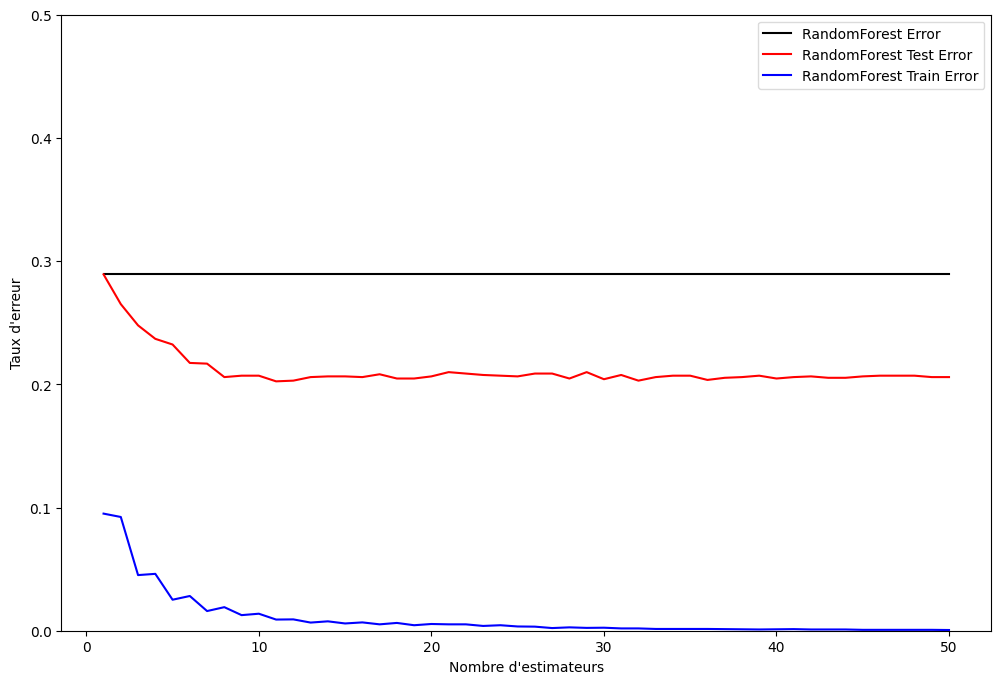 RandomForest Error
RandomForest Test Error
RandomForest Train Error
0.5
0.4
0.3
0.2
0.1
0.0
Taux d'erreur
0 10 20 30 40 50
Nombre d'estimateurs